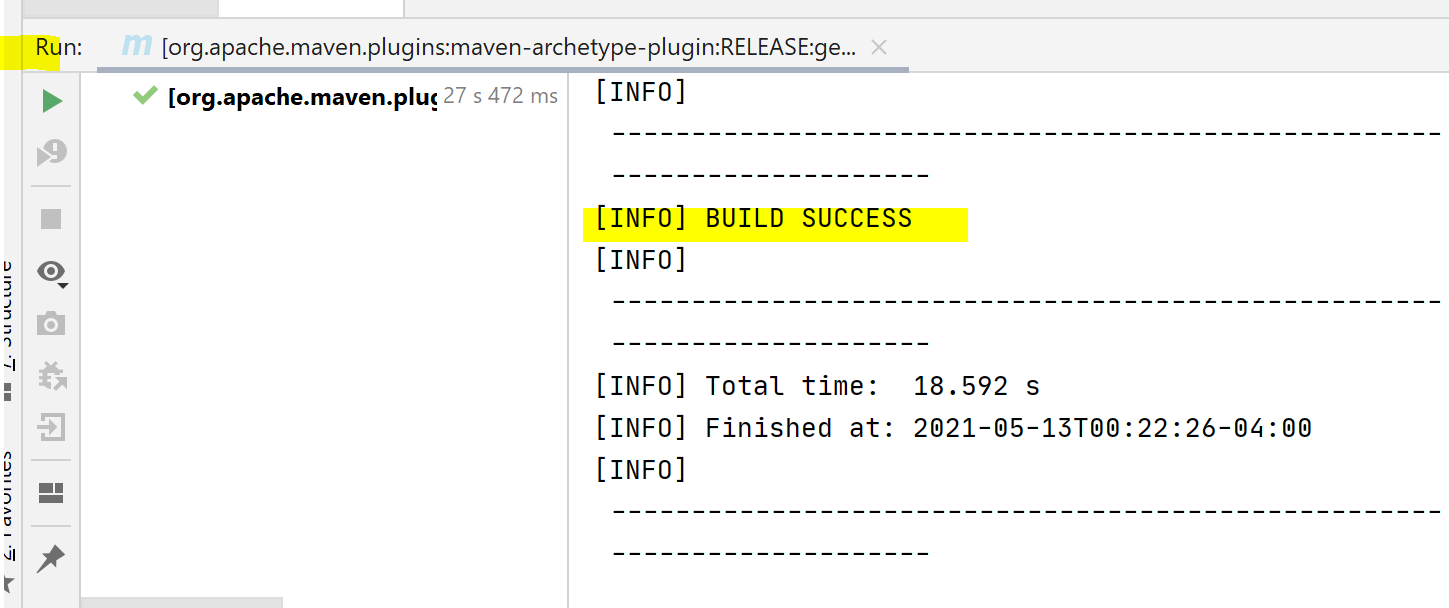 Run: m [org.apache.maven.plugins:maven-archetype-plugin:RELEASE:ge...
[org.apache.maven.plug 27 s 472 ms
[INFO]
----------------------------------------------------
--------------------
[INFO] BUILD SUCCESS
[INFO]
----------------------------------------------------
--------------------
[INFO] Total time:  18.592 s
[INFO] Finished at: 2021-05-13T00:22:26-04:00
[INFO]
----------------------------------------------------
--------------------
7: Structure
2: Favorites